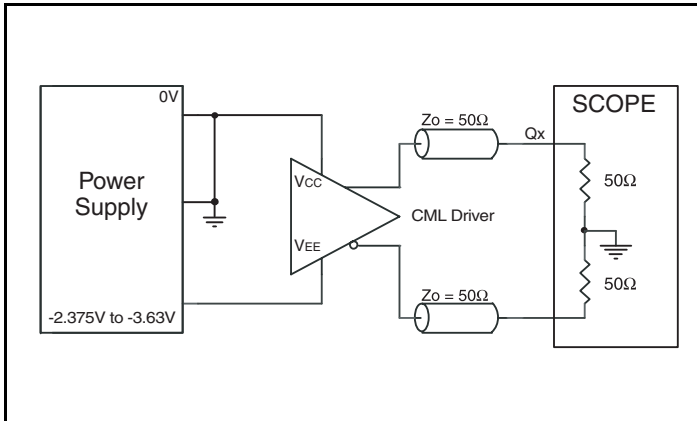 0V
Power
Supply
-2.375V to -3.63V
VCC
VEE
CML Driver
Zo = 50Ω
Qx
Zo = 50Ω
SCOPE
50Ω
50Ω